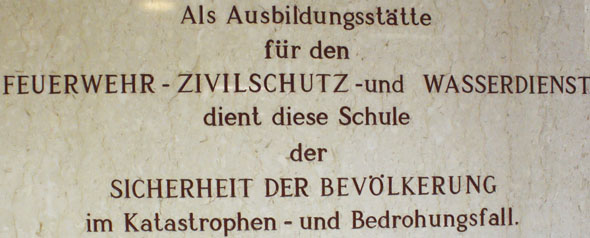 Als Ausbildungsstätte
für den
FEUERWEHR - ZIVILSCHUTZ -und WASSERDIENST
dient diese Schule
der
SICHERHEIT DER BEVÖLKERUNG
im Katastrophen - und Bedrohungsfall.